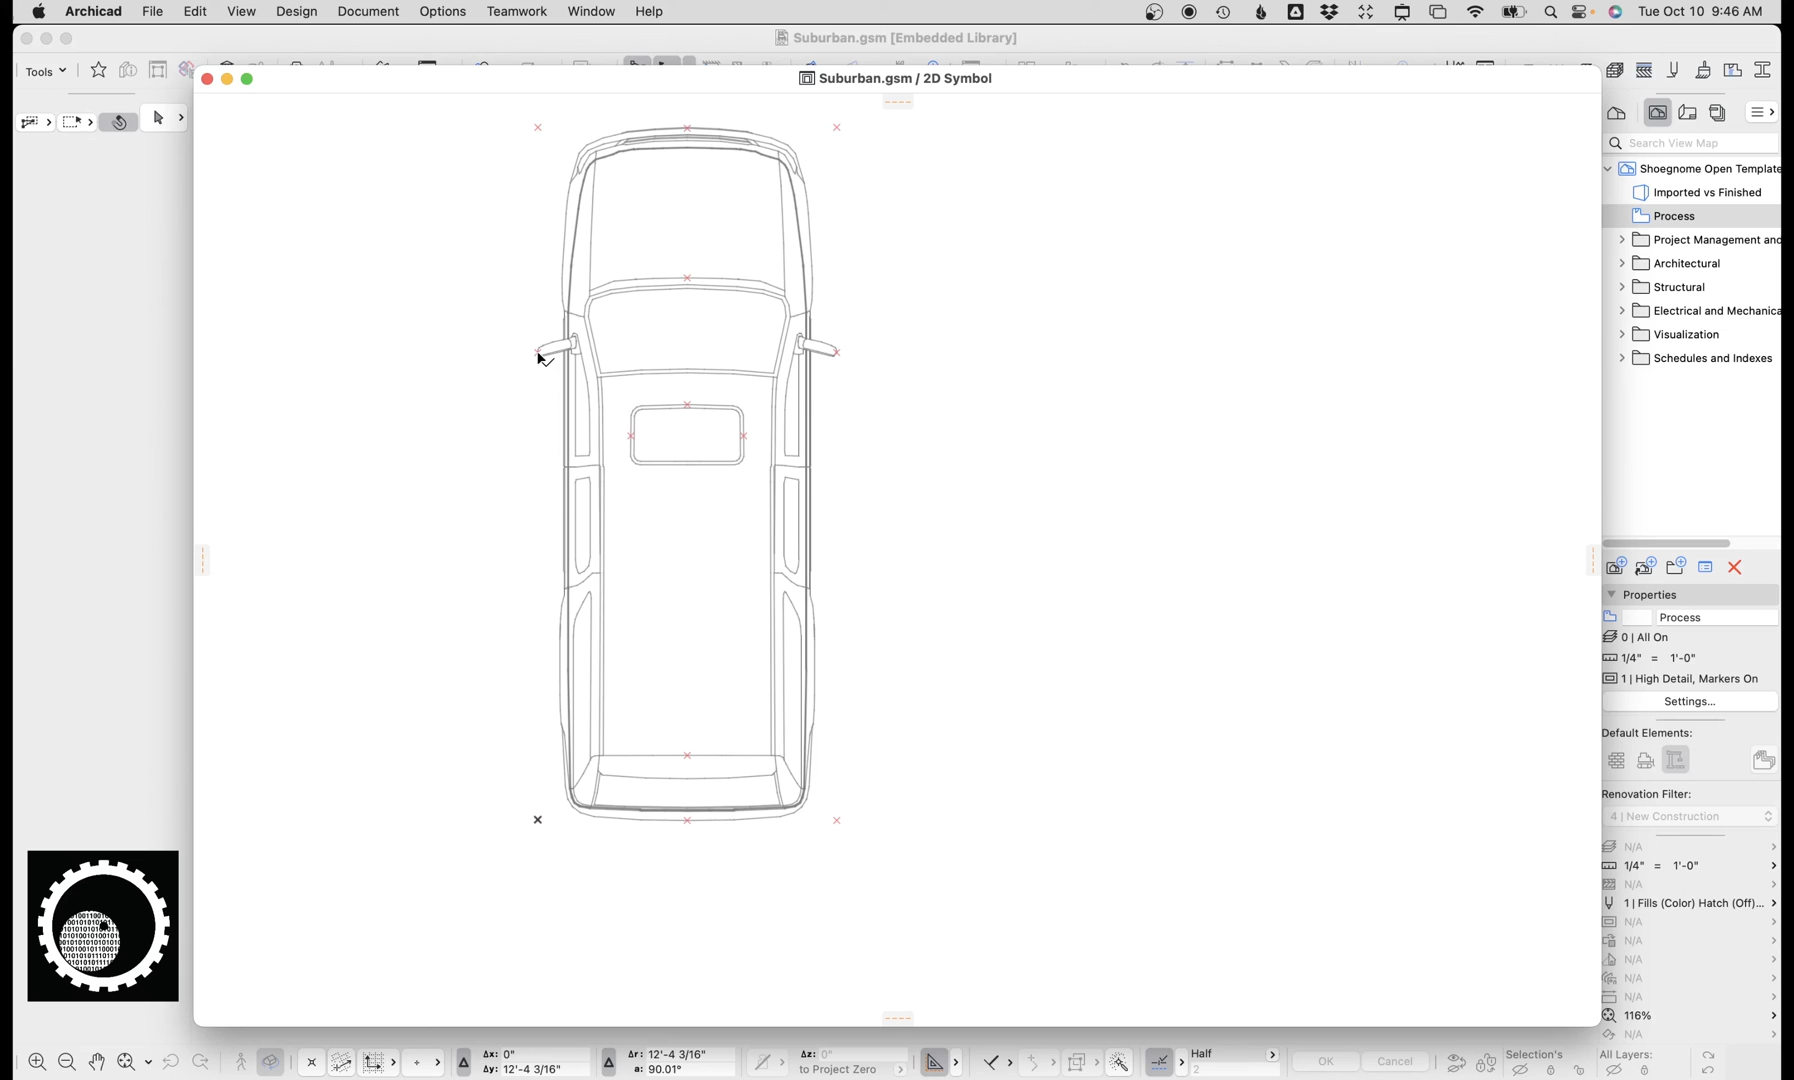 Archicad File Edit View Design Document Options Teamwork Window Help Tue Oct 10 9:46 AM
Suburban.gsm [Embedded Library]
Tools
Suburban.gsm / 2D Symbol
Search View Map
Shoegnome Open Template
Imported vs Finished
Process
Project Management and
Architectural
Structural
Electrical and Mechanica
Visualization
Schedules and Indexes
Properties
Process
0 | All On
1/4" = 1'-0"
1 | High Detail, Markers On
Settings...
Default Elements:
Renovation Filter:
4 | New Construction
N/A
1/4" = 1'-0"
N/A
1 | Fills (Color) Hatch (Off)...
N/A
N/A
N/A
N/A
N/A
116%
N/A
Δx: 0" Δr: 12'-4 3/16" Δz: 0" Half OK Cancel Selection's All Layers:
Δy: 12'-4 3/16" a: 90.01° to Project Zero 2